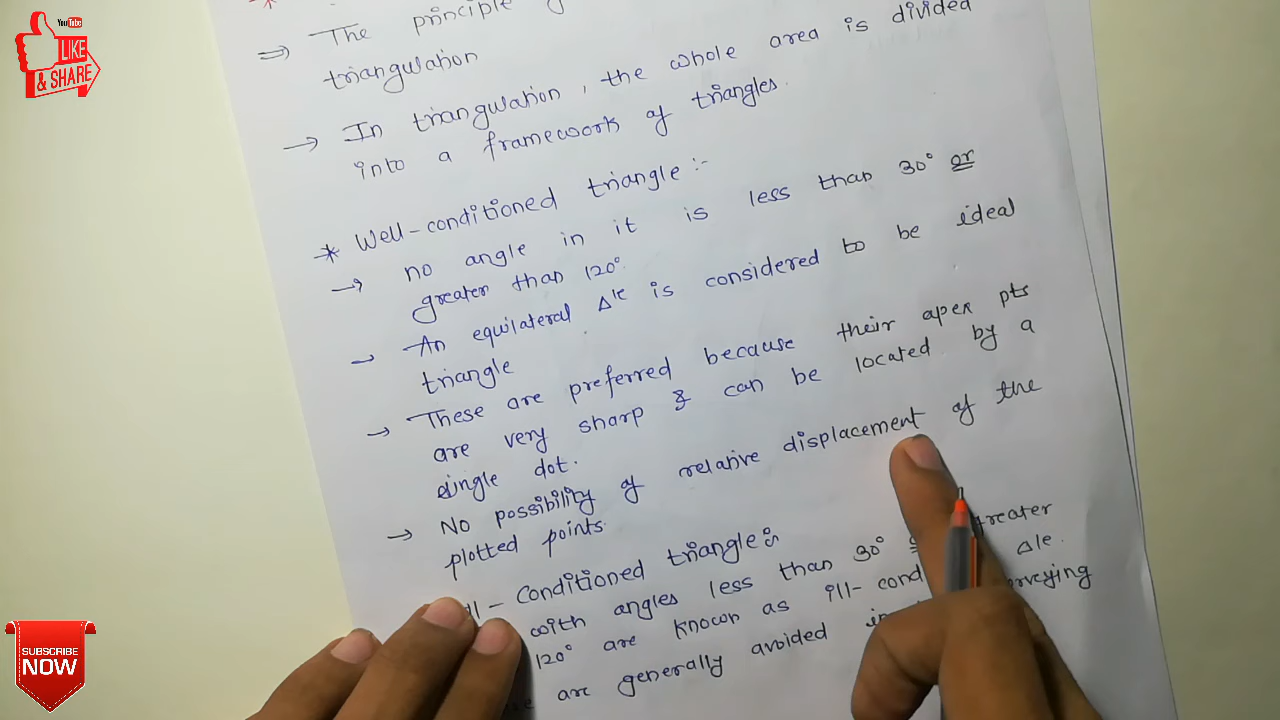 YouTube
LIKE
& SHARE
⇒ The principle
triangulation
→ In triangulation, the whole area is divided
into a framework of triangles.
* Well-conditioned triangle :-
→ no angle in it is less than 30° or
greater than 120°.
→ An equilateral Δle is considered to be ideal
triangle
→ These are preferred because their apex pts
are very sharp & can be located by a
single dot.
→ No possibility of relative displacement of the
plotted points.
- Conditioned triangle:
with angles less than 30° greater
120° are known as ill- Δle.
are generally avoided in
SUBSCRIBE
NOW